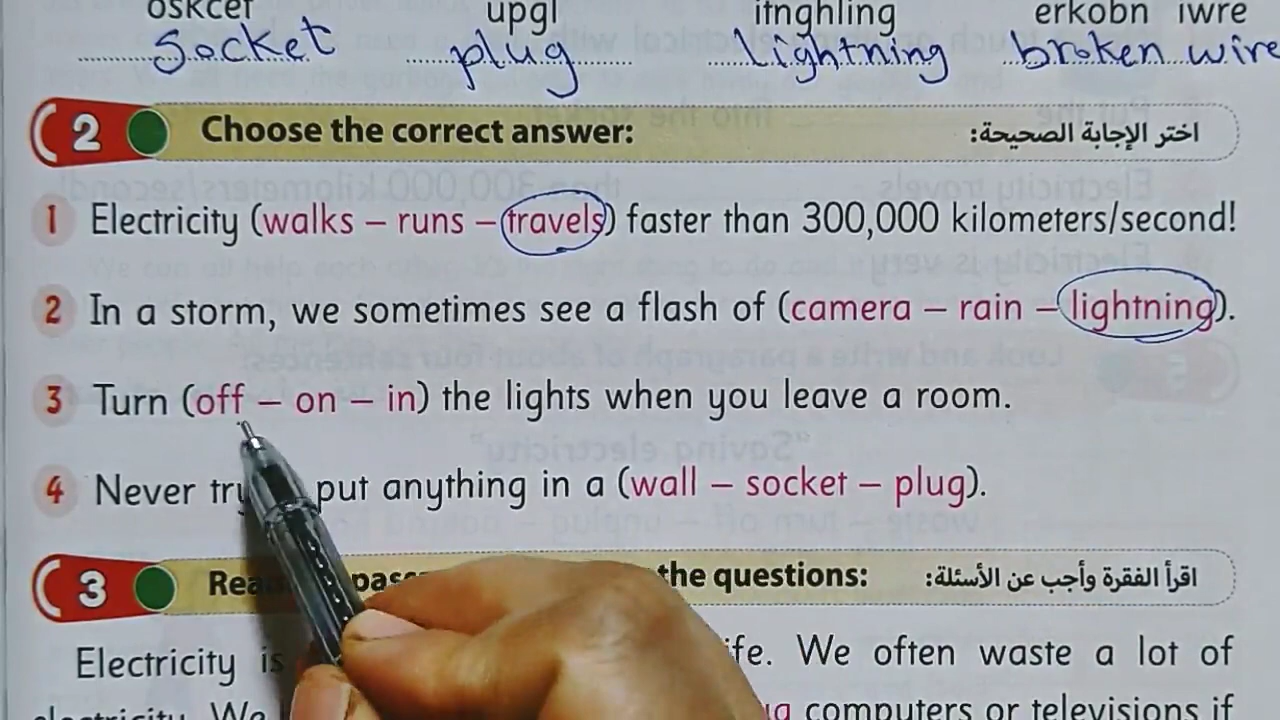 oskcet upgl itnghling erkobn iwre
Socket plug lightning broken wire
2 Choose the correct answer: اختر الإجابة الصحيحة:
1 Electricity (walks – runs – travels) faster than 300,000 kilometers/second!
2 In a storm, we sometimes see a flash of (camera – rain – lightning).
3 Turn (off – on – in) the lights when you leave a room.
4 Never try put anything in a (wall – socket – plug).
3 the questions: اقرأ الفقرة وأجب عن الأسئلة:
Electricity is We often waste a lot of
electricity. We computers or televisions if